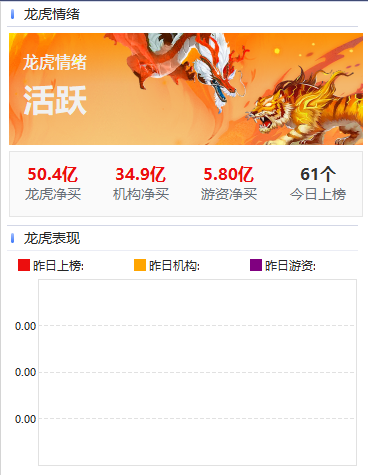 龙虎情绪
龙虎情绪
活跃
50.4亿 34.9亿 5.80亿 61个
龙虎净买 机构净买 游资净买 今日上榜
龙虎表现
昨日上榜: 昨日机构: 昨日游资:
0.00
0.00
0.00